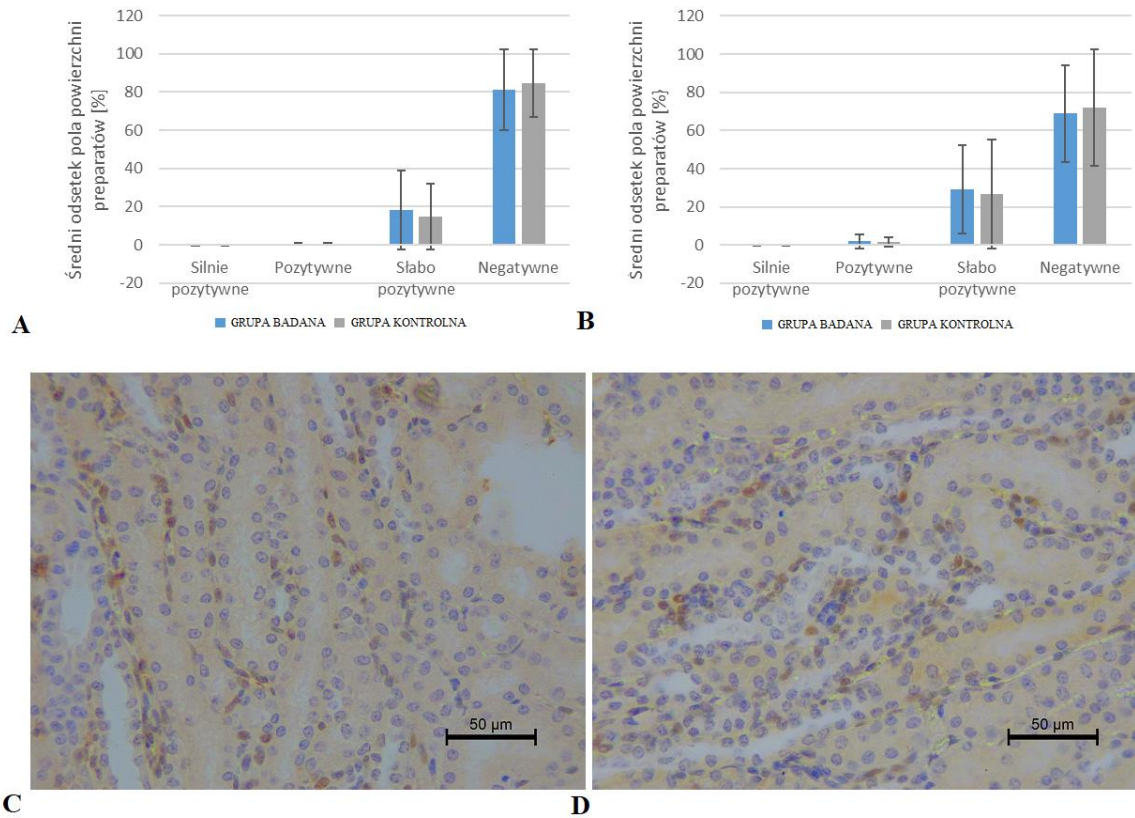 Średni odsetek pola powierzchni
preparatów [%]
120
100
80
60
40
20
0
-20
Silnie
pozytywne
Pozytywne
Słabo
pozytywne
Negatywne
GRUPA BADANA
GRUPA KONTROLNA
A
Średni odsetek pola powierzchni
preparatów [%}
120
100
80
60
40
20
0
-20
Silnie
pozytywne
Pozytywne
Słabo
pozytywne
Negatywne
GRUPA BADANA
GRUPA KONTROLNA
B
50 µm
C
50 µm
D